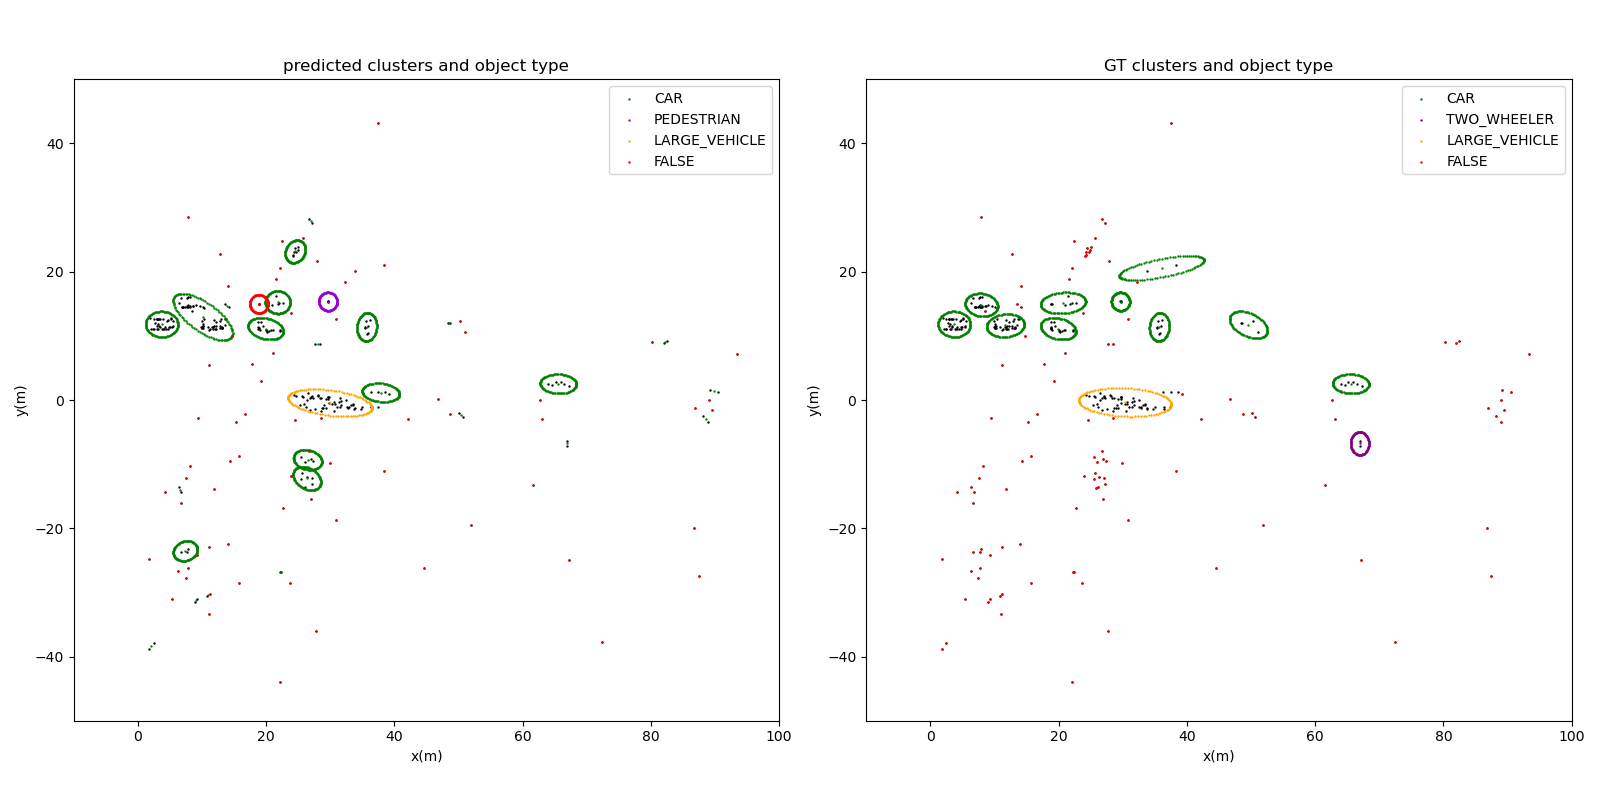 predicted clusters and object type
CAR
PEDESTRIAN
LARGE_VEHICLE
FALSE
40
20
0
−20
−40
y(m)
0
20
40
60
80
100
x(m)
GT clusters and object type
CAR
TWO_WHEELER
LARGE_VEHICLE
FALSE
40
20
0
−20
−40
y(m)
0
20
40
60
80
100
x(m)